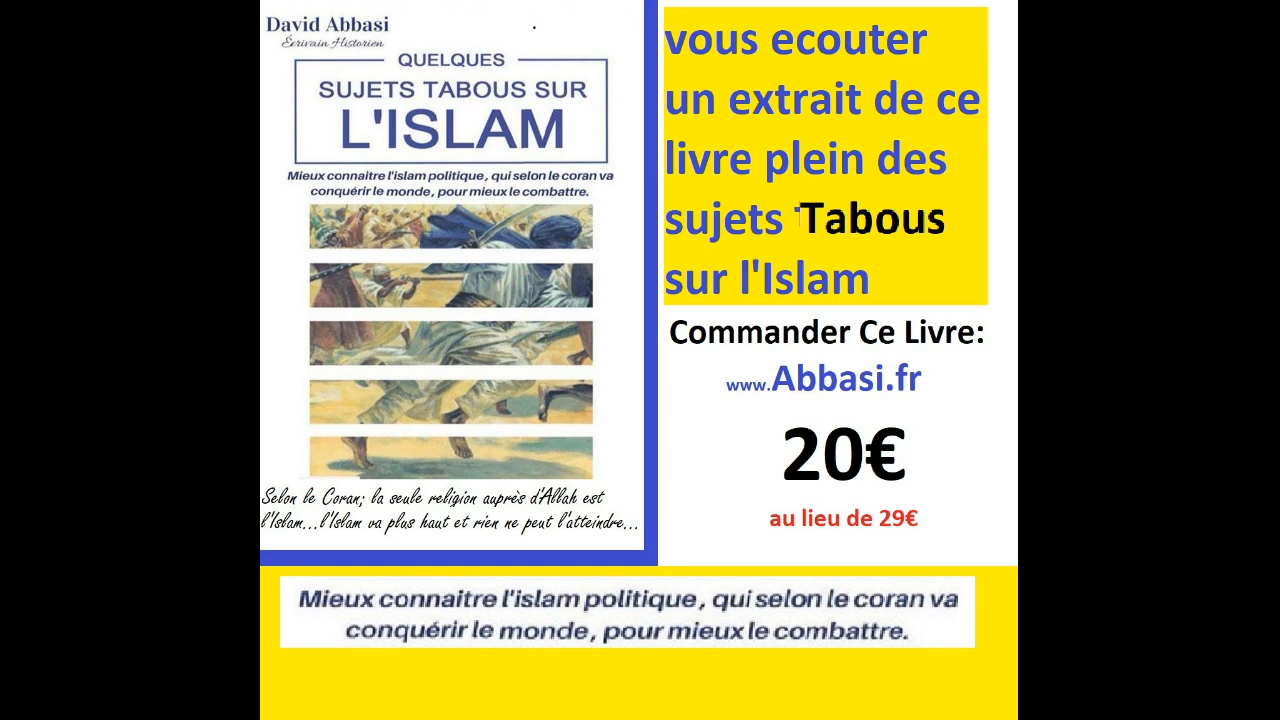 David Abbasi
Écrivain Historien
QUELQUES
SUJETS TABOUS SUR
L'ISLAM
Mieux connaitre l'islam politique, qui selon le coran va
conquérir le monde, pour mieux le combattre.
Selon le Coran; la seule religion auprès d'Allah est
l'Islam...l'Islam va plus haut et rien ne peut l'atteindre...
vous ecouter
un extrait de ce
livre plein des
sujets Tabous
sur l'Islam
Commander Ce Livre:
www.Abbasi.fr
20€
au lieu de 29€
Mieux connaitre l'islam politique, qui selon le coran va
conquérir le monde, pour mieux le combattre.